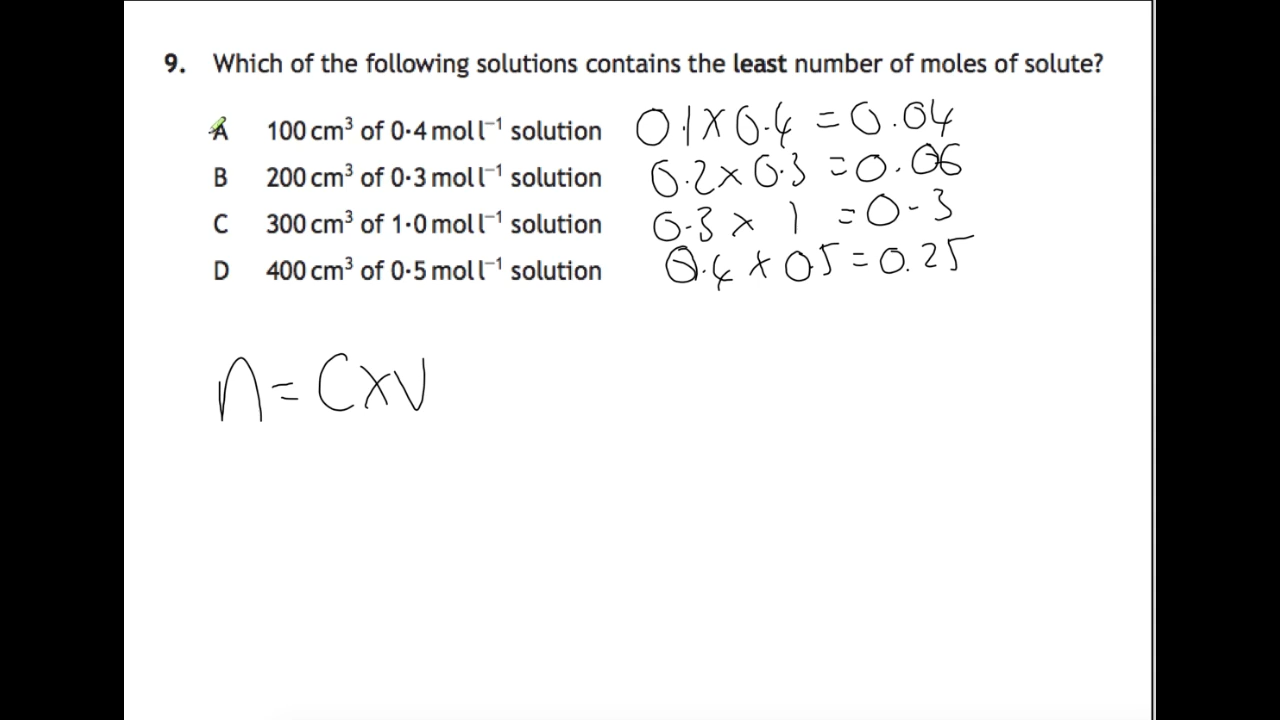 9. Which of the following solutions contains the least number of moles of solute?
A 100 cm³ of 0·4 mol l⁻¹ solution 0.1 × 0.4 = 0.04
B 200 cm³ of 0·3 mol l⁻¹ solution 0.2 × 0.3 = 0.06
C 300 cm³ of 1·0 mol l⁻¹ solution 0.3 × 1 = 0.3
D 400 cm³ of 0·5 mol l⁻¹ solution 0.4 × 0.5 = 0.25
n = C × V